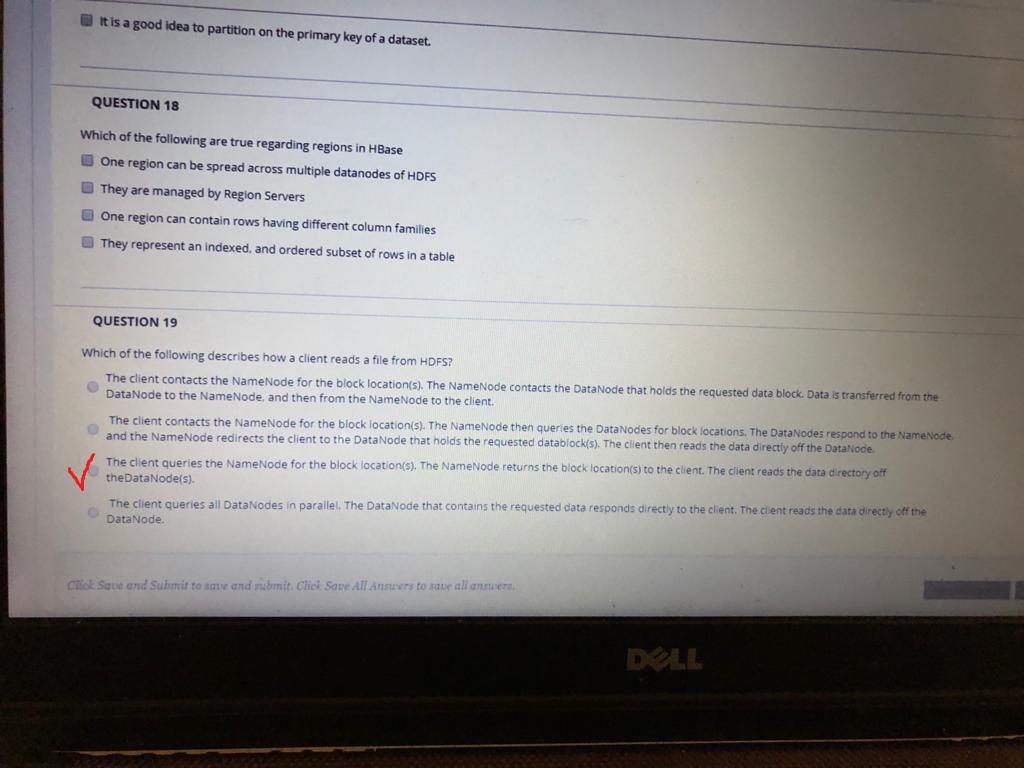 It is a good idea to partition on the primary key of a dataset.
QUESTION 18
Which of the following are true regarding regions in HBase
One region can be spread across multiple datanodes of HDFS
They are managed by Region Servers
One region can contain rows having different column families
They represent an indexed, and ordered subset of rows in a table
QUESTION 19
Which of the following describes how a client reads a file from HDFS?
The client contacts the NameNode for the block location(s). The NameNode contacts the DataNode that holds the requested data block. Data is transferred from the
DataNode to the NameNode, and then from the NameNode to the client.
The client contacts the NameNode for the block location(s). The NameNode then queries the DataNodes for block locations. The DataNodes respond to the NameNode,
and the NameNode redirects the client to the DataNode that holds the requested datablock(s). The client then reads the data directly off the DataNode.
The client queries the NameNode for the block location(s). The NameNode returns the block location(s) to the client. The client reads the data directory off
theDataNode(s).
The client queries all DataNodes in parallel. The DataNode that contains the requested data responds directly to the client. The client reads the data directly off the
DataNode.
Click Save and Submit to save and submit. Click Save All Answers to save all answers.
DELL